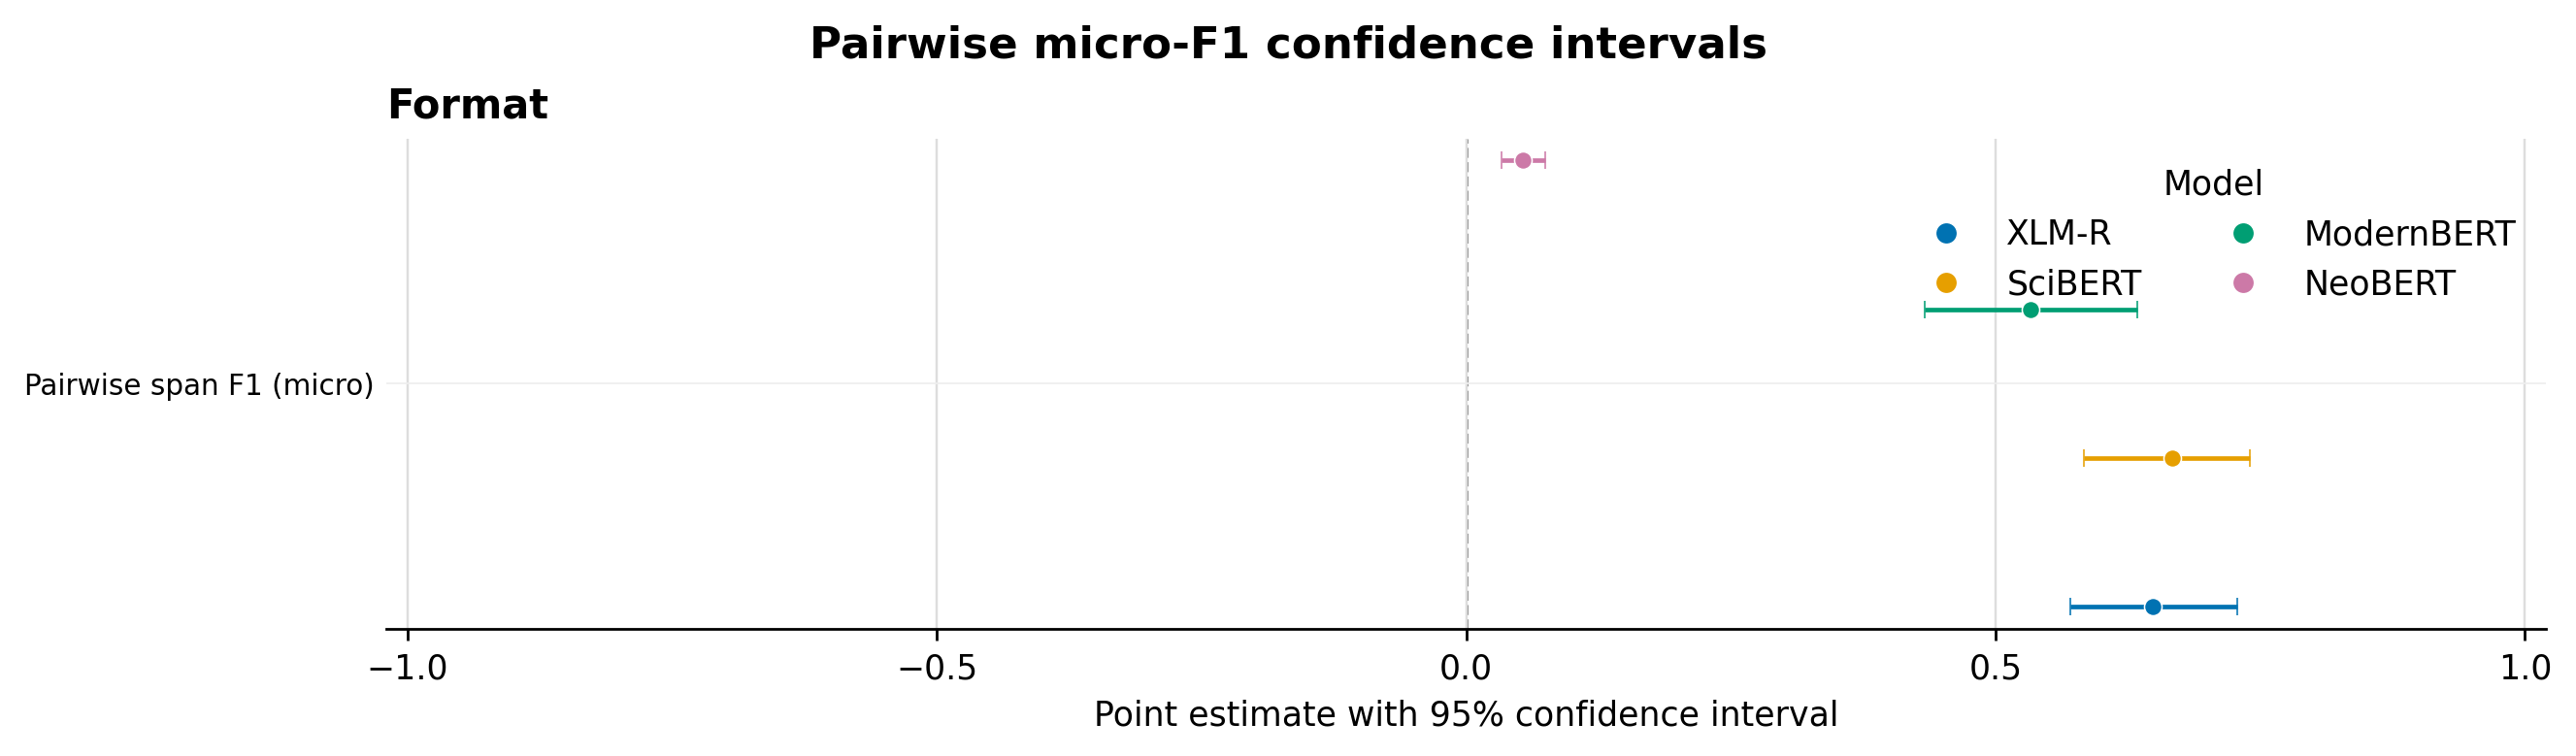 Pairwise micro-F1 confidence intervals
Format
Model
XLM-R
SciBERT
ModernBERT
NeoBERT
Pairwise span F1 (micro)
−1.0
−0.5
0.0
0.5
1.0
Point estimate with 95% confidence interval